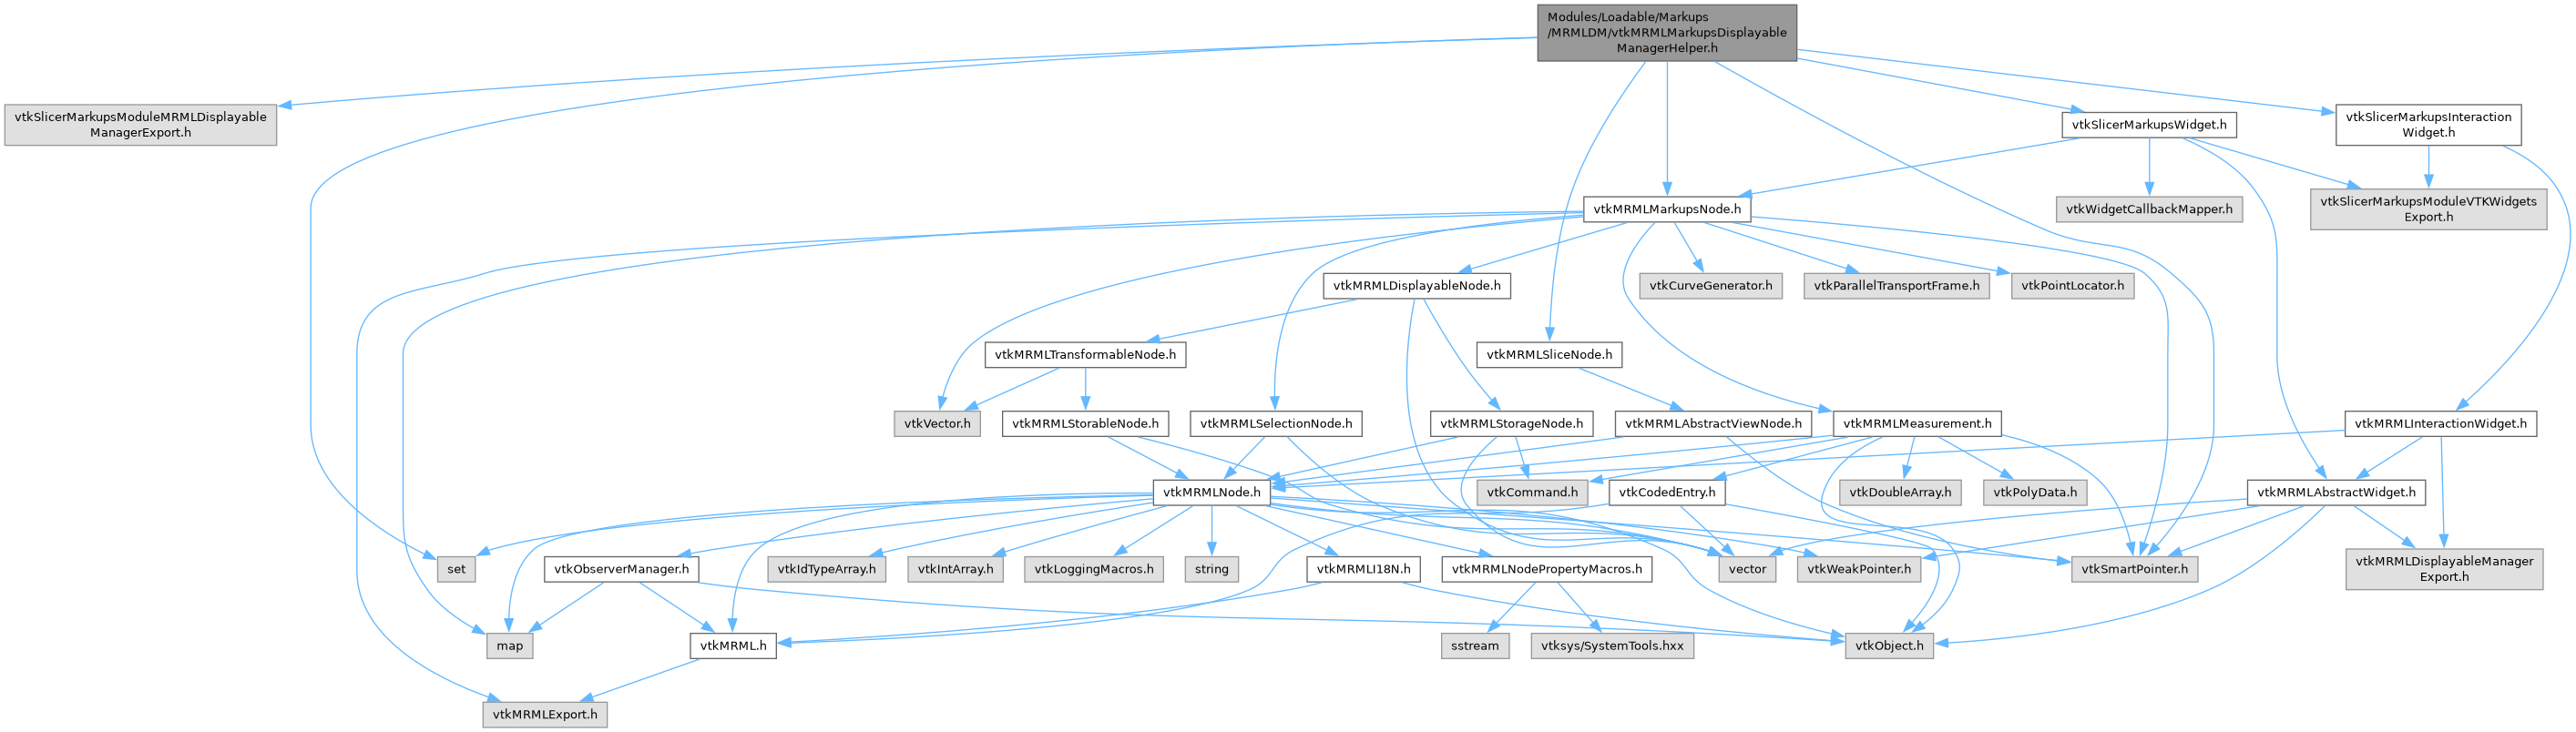 Modules/Loadable/Markups
/MRMLDM/vtkMRMLMarkupsDisplayable
ManagerHelper.h
vtkSlicerMarkupsModuleMRMLDisplayable
ManagerExport.h
vtkSlicerMarkupsWidget.h
vtkSlicerMarkupsInteraction
Widget.h
vtkMRMLMarkupsNode.h
vtkWidgetCallbackMapper.h
vtkSlicerMarkupsModuleVTKWidgets
Export.h
vtkMRMLDisplayableNode.h
vtkCurveGenerator.h
vtkParallelTransportFrame.h
vtkPointLocator.h
vtkMRMLTransformableNode.h
vtkMRMLSliceNode.h
vtkVector.h
vtkMRMLStorableNode.h
vtkMRMLSelectionNode.h
vtkMRMLStorageNode.h
vtkMRMLAbstractViewNode.h
vtkMRMLMeasurement.h
vtkMRMLInteractionWidget.h
vtkMRMLNode.h
vtkCommand.h
vtkCodedEntry.h
vtkDoubleArray.h
vtkPolyData.h
vtkMRMLAbstractWidget.h
set
vtkObserverManager.h
vtkIdTypeArray.h
vtkIntArray.h
vtkLoggingMacros.h
string
vtkMRMLI18N.h
vtkMRMLNodePropertyMacros.h
vector
vtkWeakPointer.h
vtkSmartPointer.h
vtkMRMLDisplayableManager
Export.h
map
vtkMRML.h
sstream
vtksys/SystemTools.hxx
vtkObject.h
vtkMRMLExport.h